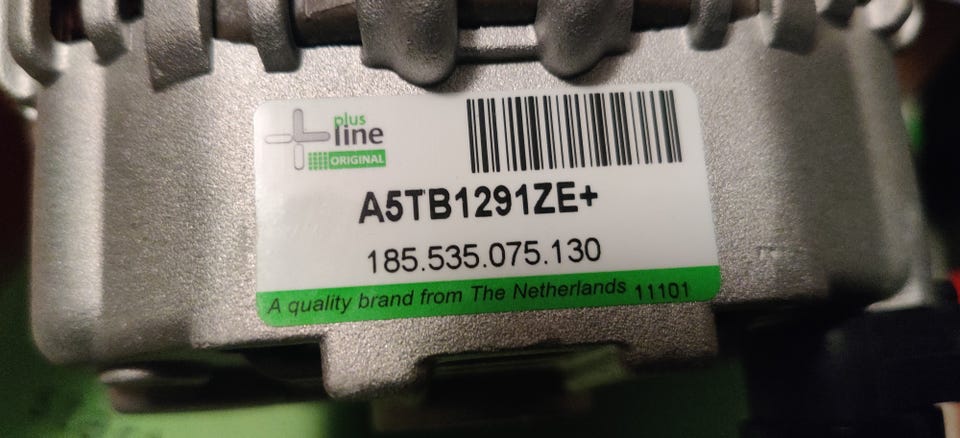 plus
line
ORIGINAL
A5TB1291ZE+
185.535.075.130
A quality brand from The Netherlands 11101